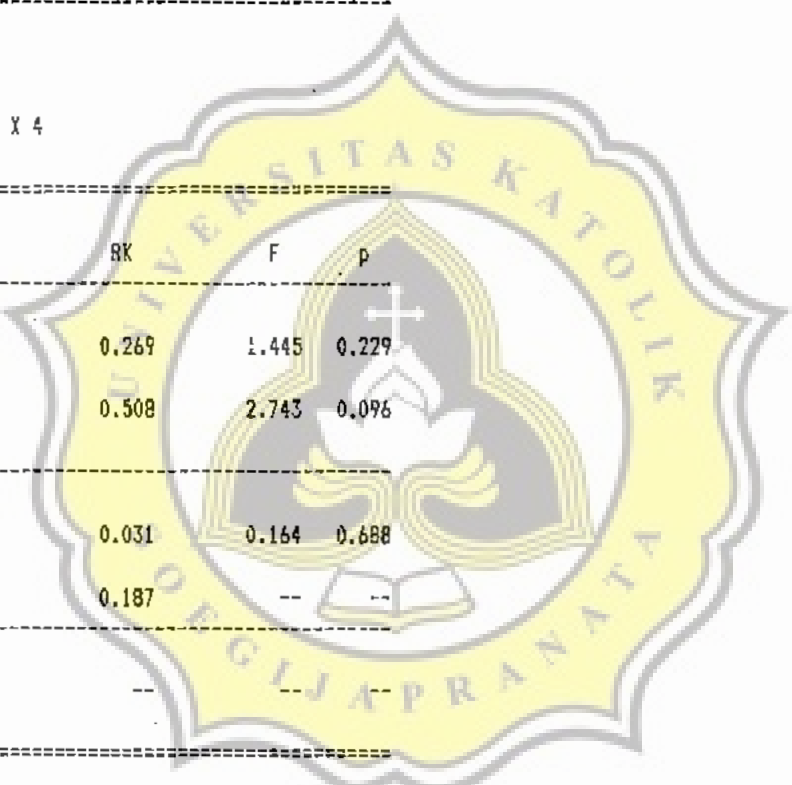 X 4
RK F p
0.269 1.445 0.229
0.508 2.743 0.096
0.031 0.164 0.688
0.187 -- --
-- -- --
UNIVERSITAS KATOLIK
SOEGIJAPRANATA